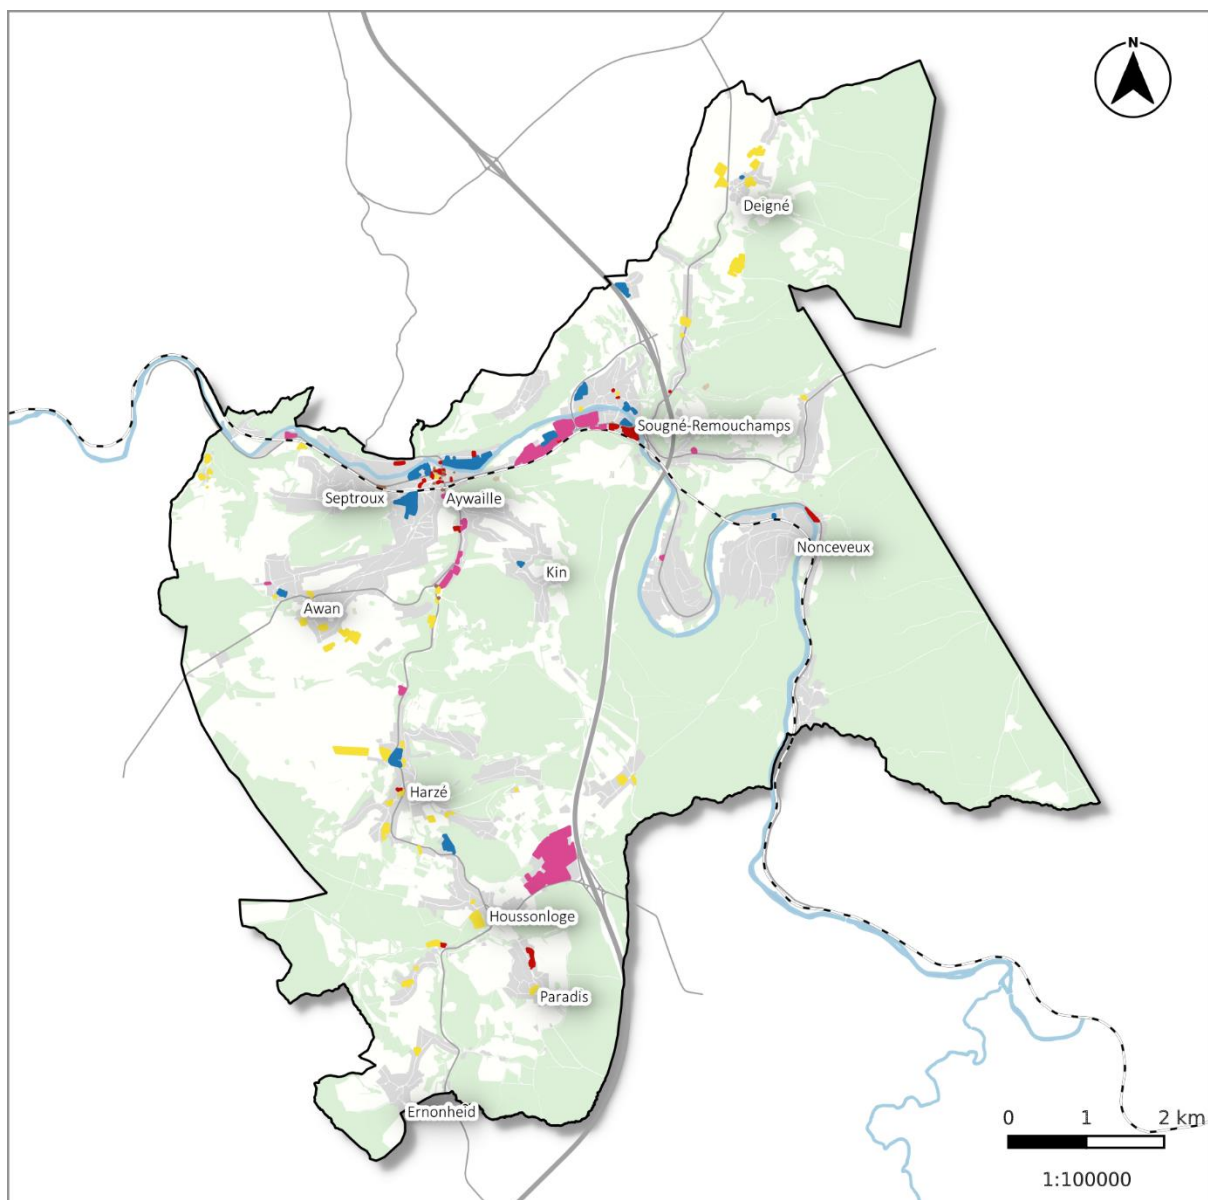 N
Deigné
Sougné-Remouchamps
Septroux
Aywaille
Nonceveux
Kin
Awan
Harzé
Houssonloge
Paradis
Ernonheid
0 1 2 km
1:100000